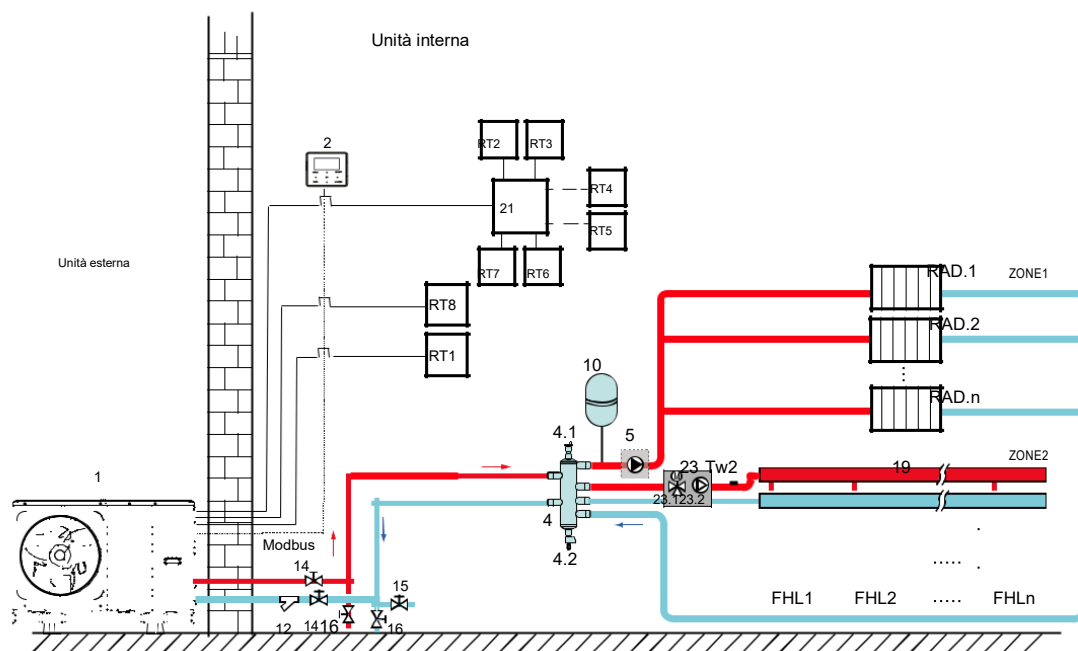 Unità interna
2
RT2
RT3
RT4
21
RT5
RT7
RT6
Unità esterna
RT8
RT1
RAD.1
ZONE1
RAD.2
RAD.n
10
4.1
5
23
Tw2
19
ZONE2
23.1
23.2
4
4.2
1
Modbus
14
15
12
14
16
16
FHL1
FHL2
.....
FHLn